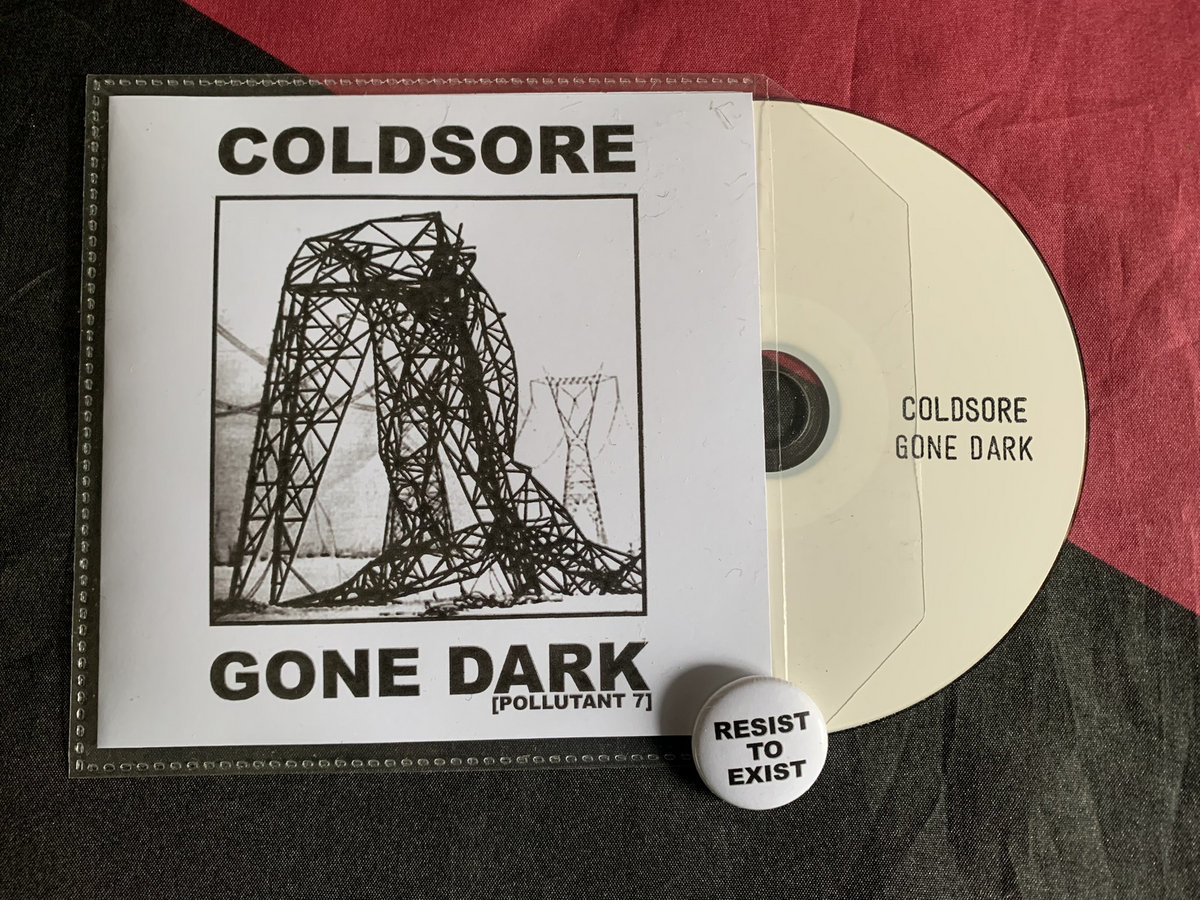 COLDSORE
GONE DARK
[POLLUTANT 7]
COLDSORE
GONE DARK
RESIST
TO
EXIST